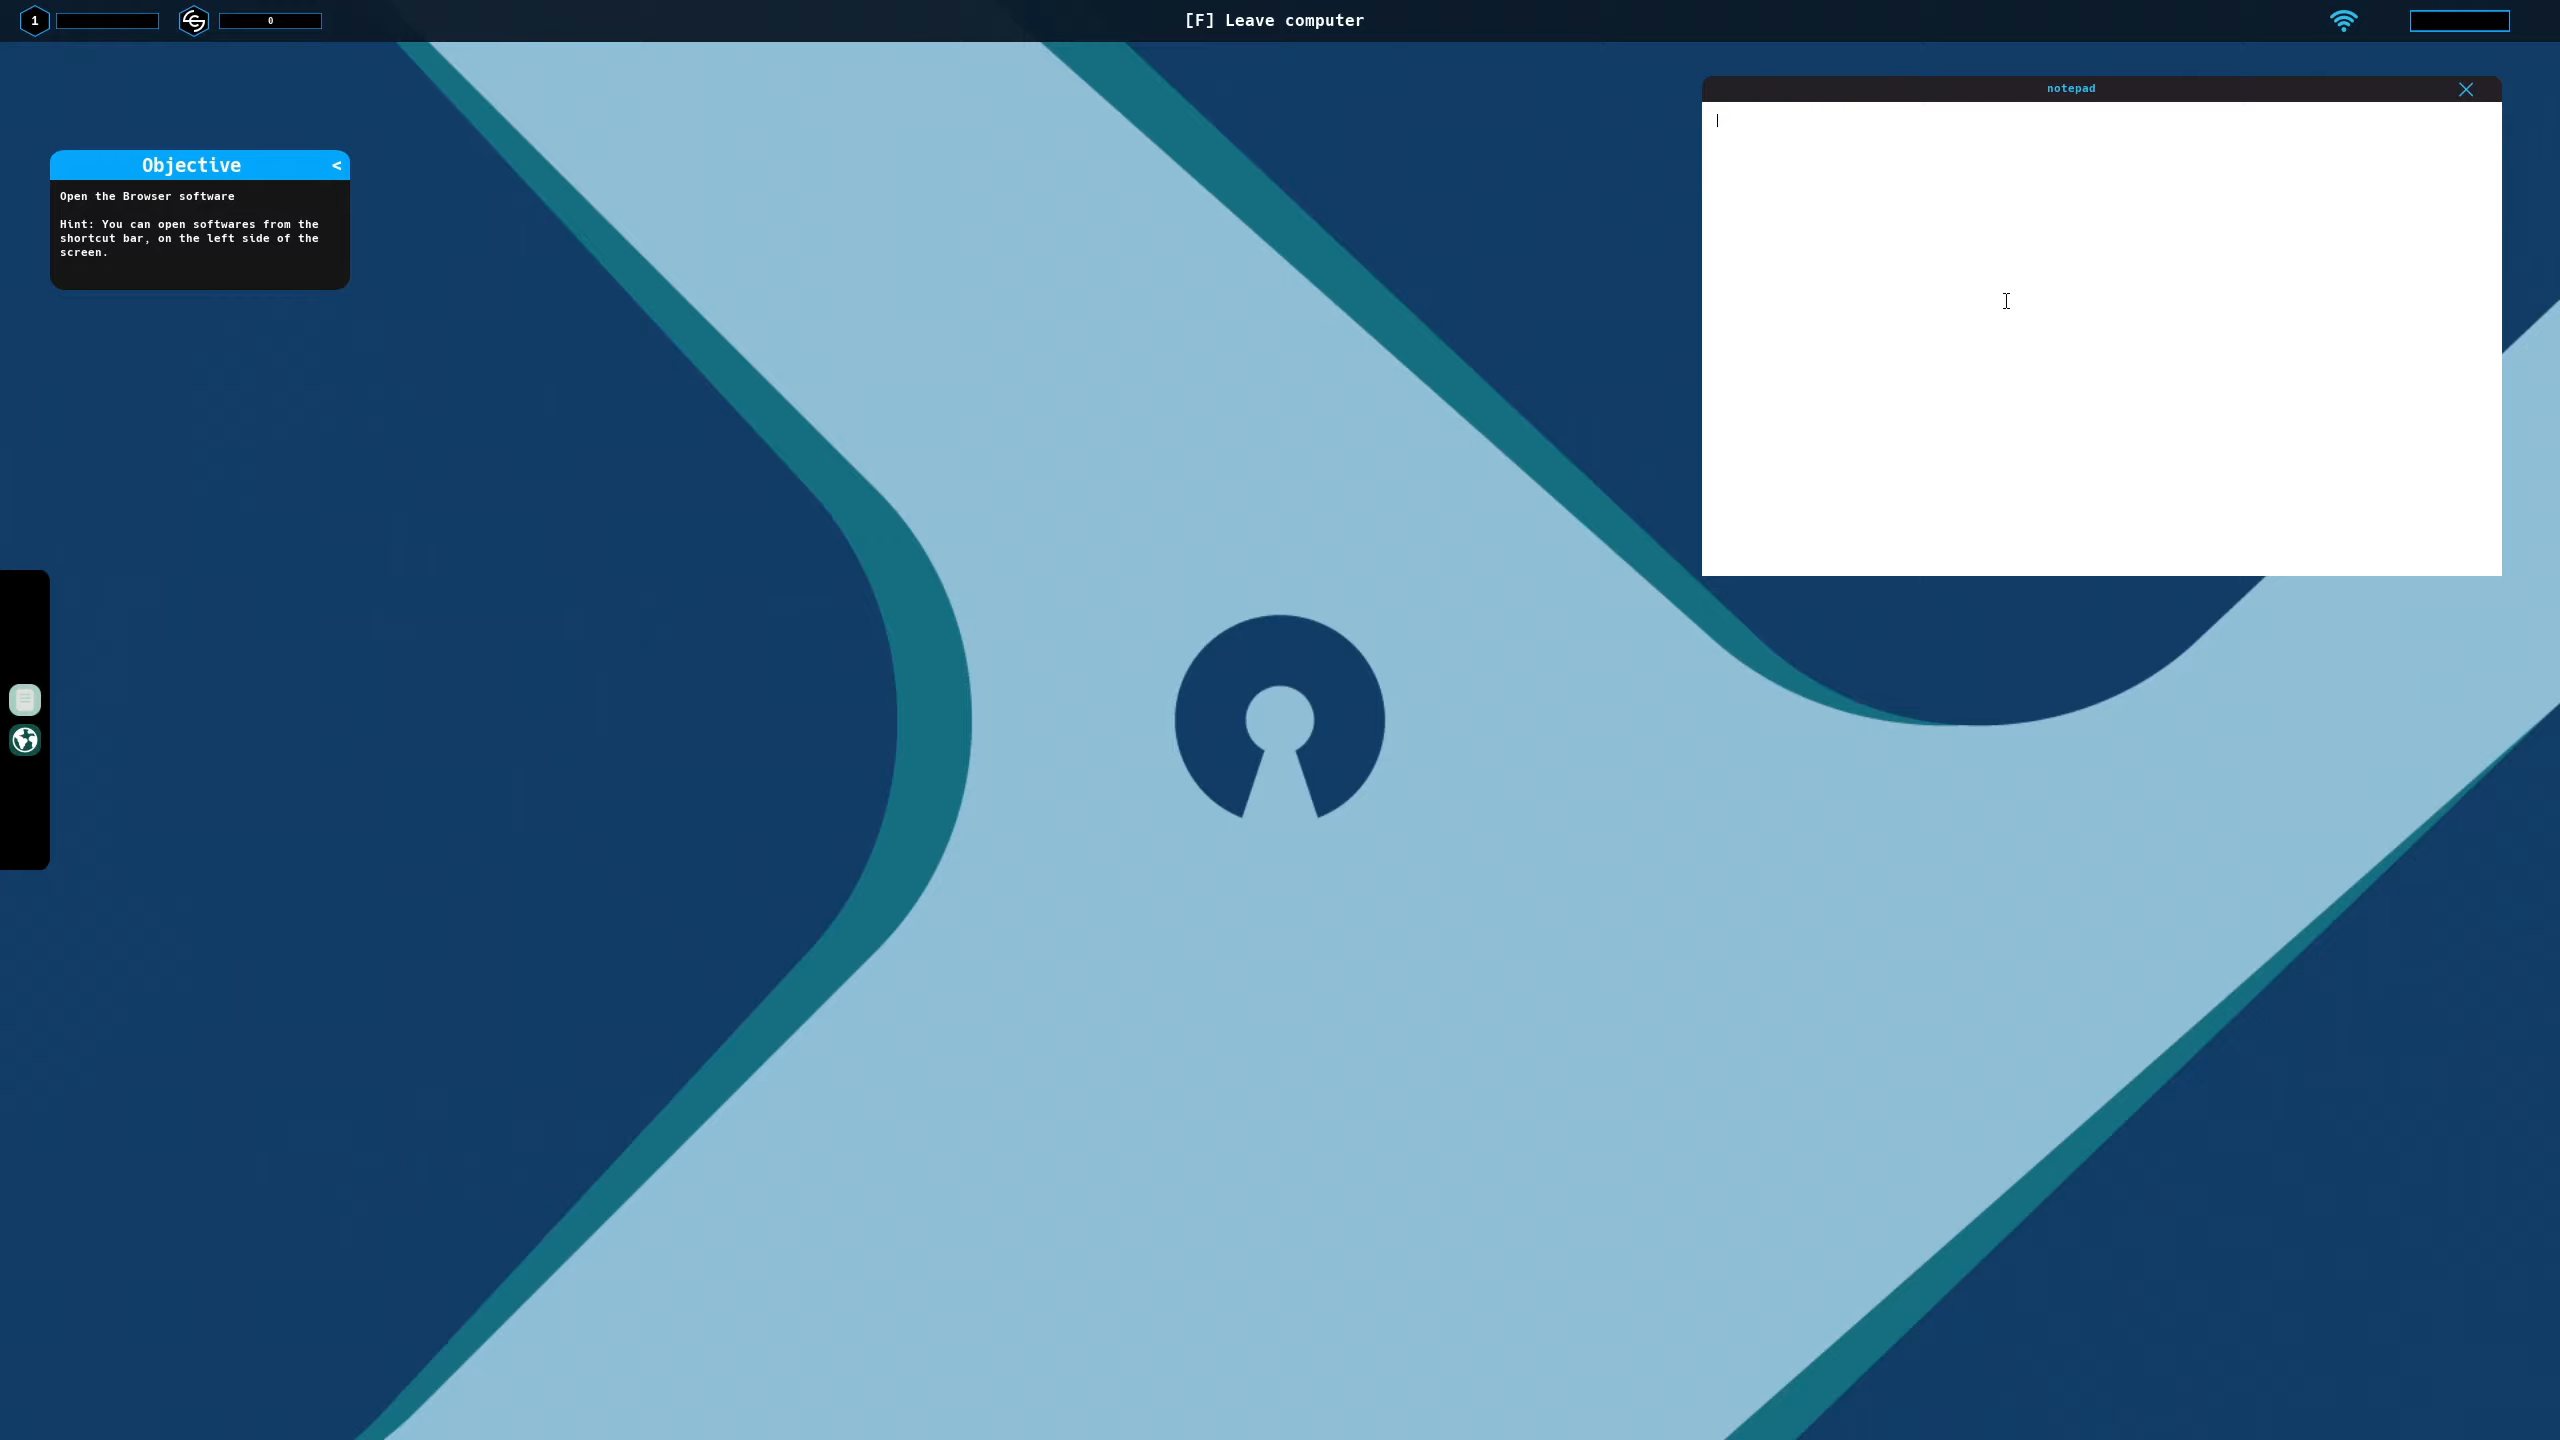 1
0
[F] Leave computer
notepad
Objective <
Open the Browser software
Hint: You can open softwares from the
shortcut bar, on the left side of the
screen.